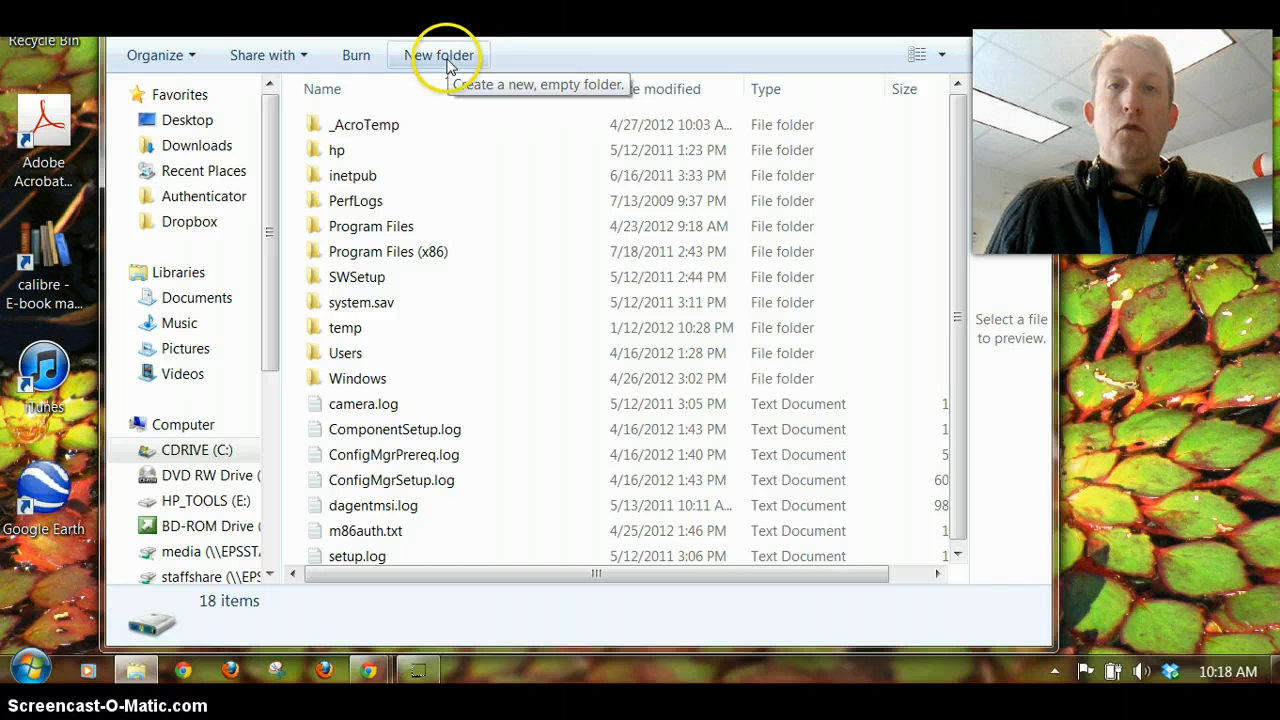 Recycle Bin
Organize Share with Burn New folder
Create a new, empty folder.
Name Date modified Type Size
_AcroTemp 4/27/2012 10:03 A... File folder
hp 5/12/2011 1:23 PM File folder
inetpub 6/16/2011 3:33 PM File folder
PerfLogs 7/13/2009 9:37 PM File folder
Program Files 4/23/2012 9:18 AM File folder
Program Files (x86) 7/18/2011 2:43 PM File folder
SWSetup 5/12/2011 2:44 PM File folder
system.sav 5/12/2011 3:11 PM File folder
temp 1/12/2012 10:28 PM File folder
Users 4/16/2012 1:28 PM File folder
Windows 4/26/2012 3:02 PM File folder
camera.log 5/12/2011 3:05 PM Text Document 1
ComponentSetup.log 4/16/2012 1:43 PM Text Document 1
ConfigMgrPrereq.log 4/16/2012 1:40 PM Text Document 5
ConfigMgrSetup.log 4/16/2012 1:43 PM Text Document 60
dagentmsi.log 5/13/2011 10:11 A... Text Document 98
m86auth.txt 4/25/2012 1:46 PM Text Document 1
setup.log 5/12/2011 3:06 PM Text Document 1
Favorites
Desktop
Downloads
Recent Places
Authenticator
Dropbox
Libraries
Documents
Music
Pictures
Videos
Computer
CDRIVE (C:)
DVD RW Drive (
HP_TOOLS (E:)
BD-ROM Drive (
media (\\EPSSTA
staffshare (\\EPS
Select a file
to preview.
18 items
Adobe
Acrobat...
calibre -
E-book ma...
iTunes
Google Earth
10:18 AM
Screencast-O-Matic.com